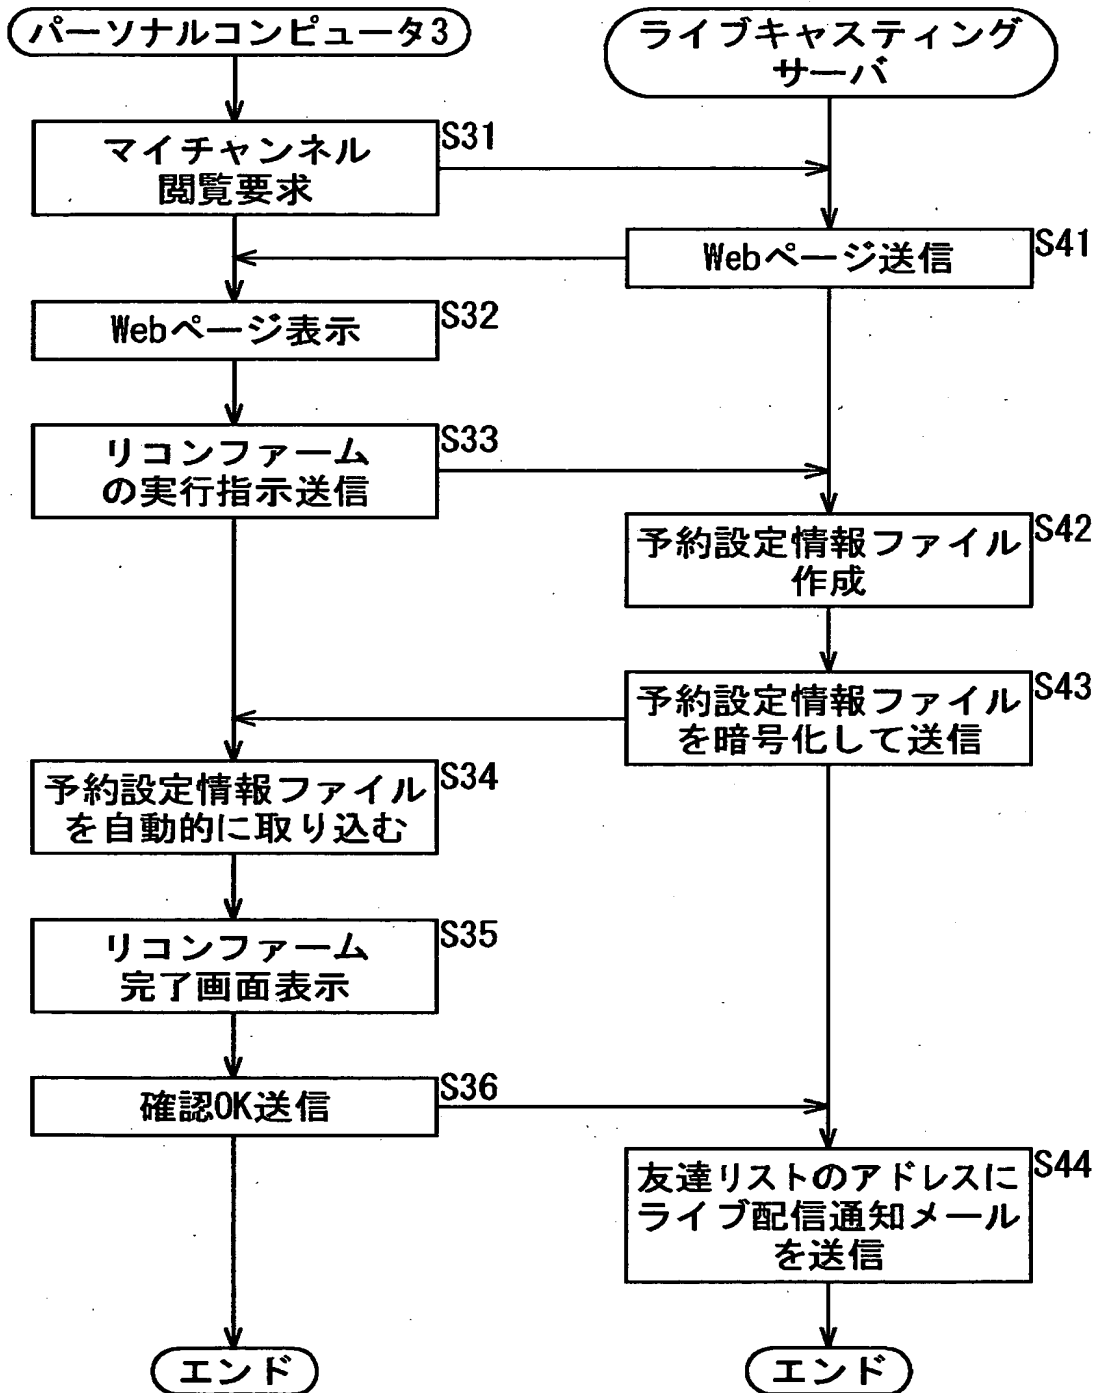 パーソナルコンピュータ3
ライブキャスティング
サーバ
マイチャンネル
閲覧要求
S31
Webページ送信
S41
Webページ表示
S32
リコンファーム
の実行指示送信
S33
予約設定情報ファイル
作成
S42
予約設定情報ファイル
を暗号化して送信
S43
予約設定情報ファイル
を自動的に取り込む
S34
リコンファーム
完了画面表示
S35
確認OK送信
S36
友達リストのアドレスに
ライブ配信通知メール
を送信
S44
エンド
エンド